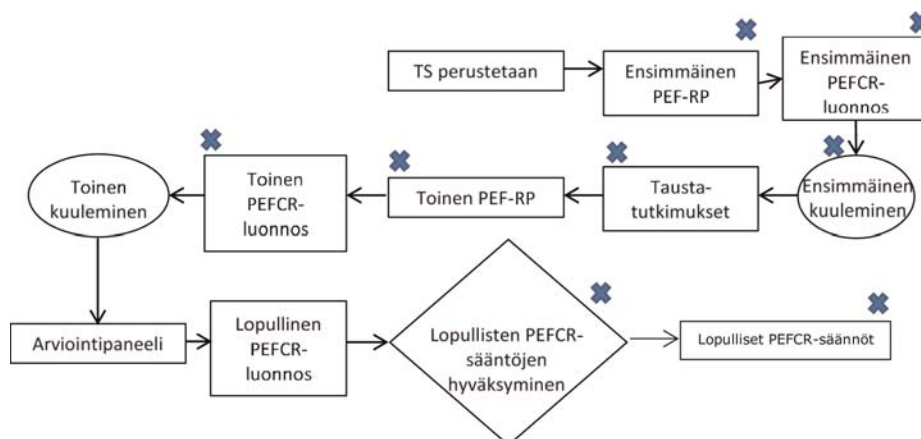 TS perustetaan
Ensimmäinen
PEF-RP
Ensimmäinen
PEFCR-
luonnos
Ensimmäinen
kuuleminen
Tausta-
tutkimukset
Toinen PEF-RP
Toinen
PEFCR-
luonnos
Toinen
kuuleminen
Arviointipaneeli
Lopullinen
PEFCR-
luonnos
Lopullisten PEFCR-
sääntöjen
hyväksyminen
Lopulliset PEFCR-säännöt